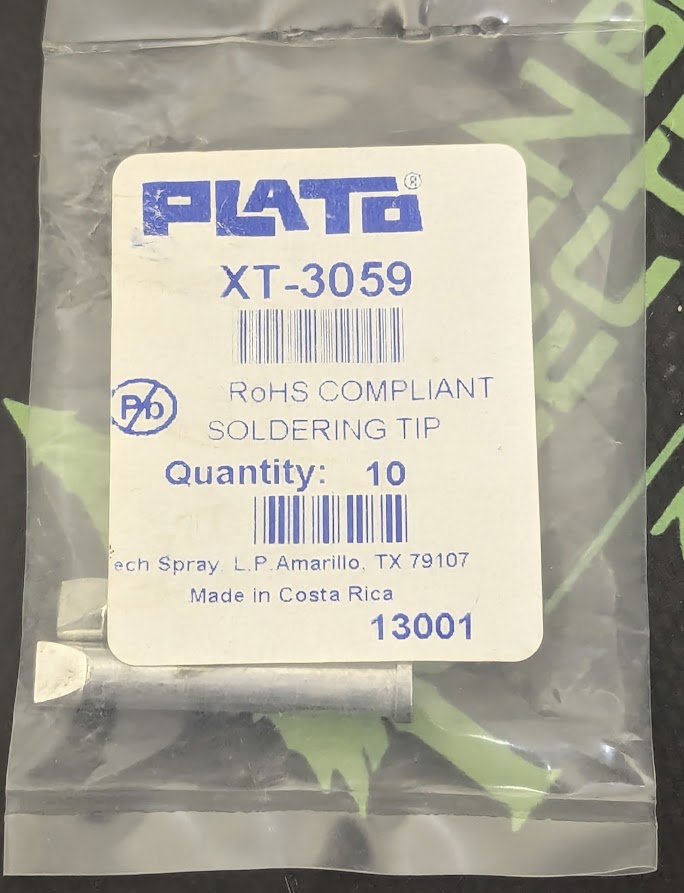 PLATO®
XT-3059
Pb
RoHS COMPLIANT
SOLDERING TIP
Quantity: 10
ech Spray, L.P. Amarillo, TX 79107
Made in Costa Rica
13001